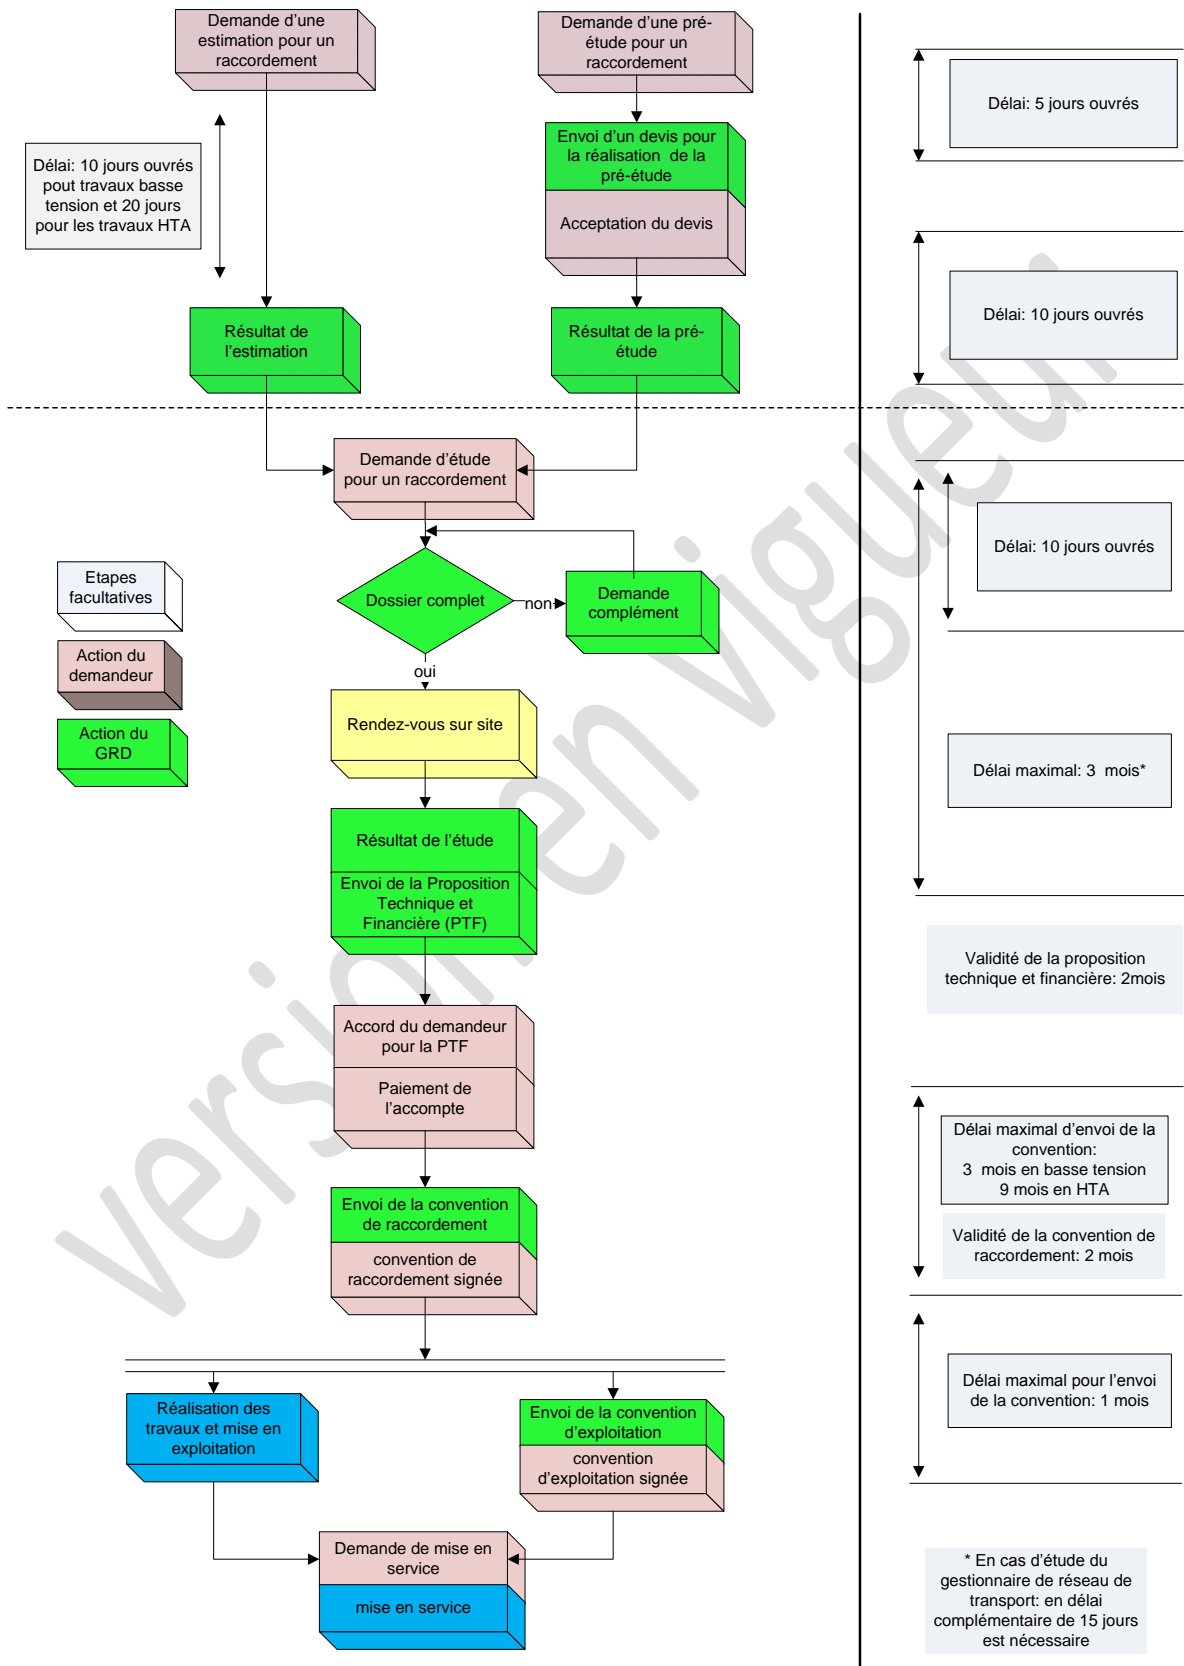 Demande d'une
estimation pour un
raccordement
Demande d'une pré-
étude pour un
raccordement
Délai: 5 jours ouvrés
Envoi d'un devis pour
la réalisation de la
pré-étude
Acceptation du devis
Délai: 10 jours ouvrés
pout travaux basse
tension et 20 jours
pour les travaux HTA
Délai: 10 jours ouvrés
Résultat de
l'estimation
Résultat de la pré-
étude
Demande d'étude
pour un raccordement
Délai: 10 jours ouvrés
Etapes
facultatives
Dossier complet
non
Demande
complément
Action du
demandeur
oui
Action du
GRD
Rendez-vous sur site
Délai maximal: 3 mois*
Résultat de l'étude
Envoi de la Proposition
Technique et
Financière (PTF)
Validité de la proposition
technique et financière: 2mois
Accord du demandeur
pour la PTF
Paiement de
l'accompte
Délai maximal d'envoi de la
convention:
3 mois en basse tension
9 mois en HTA
Envoi de la convention
de raccordement
convention de
raccordement signée
Validité de la convention de
raccordement: 2 mois
Délai maximal pour l'envoi
de la convention: 1 mois
Réalisation des
travaux et mise en
exploitation
Envoi de la convention
d'exploitation
convention
d'exploitation signée
Demande de mise en
service
mise en service
* En cas d'étude du
gestionnaire de réseau de
transport: en délai
complémentaire de 15 jours
est nécessaire
version en vigueur